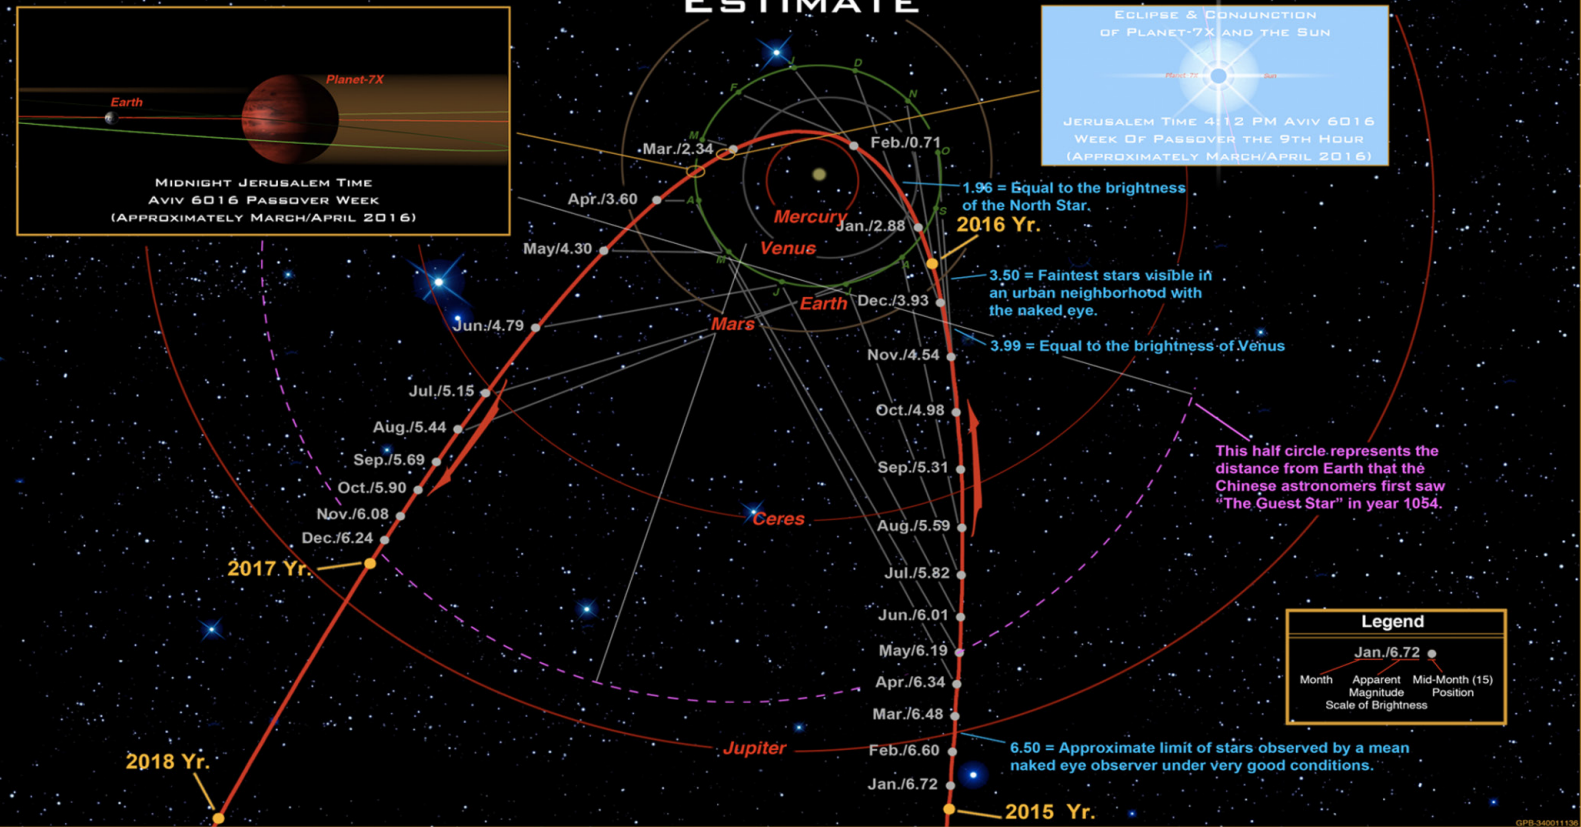 ESTIMATE
Planet-7X
Earth
MIDNIGHT JERUSALEM TIME
AVIV 6016 PASSOVER WEEK
(APPROXIMATELY MARCH/APRIL 2016)
ECLIPSE & CONJUNCTION
OF PLANET-7X AND THE SUN
Planet-7X
Sun
JERUSALEM TIME 4:12 PM AVIV 6016
WEEK OF PASSOVER THE 9TH HOUR
(APPROXIMATELY MARCH/APRIL 2016)
J
D
F
N
M
O
A
S
M
A
J
J
Mar./2.34
Feb./0.71
Apr./3.60
May/4.30
Jun./4.79
Jul./5.15
Aug./5.44
Sep./5.69
Oct./5.90
Nov./6.08
Dec./6.24
2017 Yr.
2018 Yr.
Mercury
Venus
Earth
Mars
Ceres
Jupiter
Jan./2.88
2016 Yr.
Dec./3.93
Nov./4.54
Oct./4.98
Sep./5.31
Aug./5.59
Jul./5.82
Jun./6.01
May/6.19
Apr./6.34
Mar./6.48
Feb./6.60
Jan./6.72
2015 Yr.
1.96 = Equal to the brightness
of the North Star.
3.50 = Faintest stars visible in
an urban neighborhood with
the naked eye.
3.99 = Equal to the brightness of Venus
This half circle represents the
distance from Earth that the
Chinese astronomers first saw
“The Guest Star” in year 1054.
6.50 = Approximate limit of stars observed by a mean
naked eye observer under very good conditions.
Legend
Jan./6.72
Month
Apparent
Magnitude
Scale of Brightness
Mid-Month (15)
Position
GPB-340011136